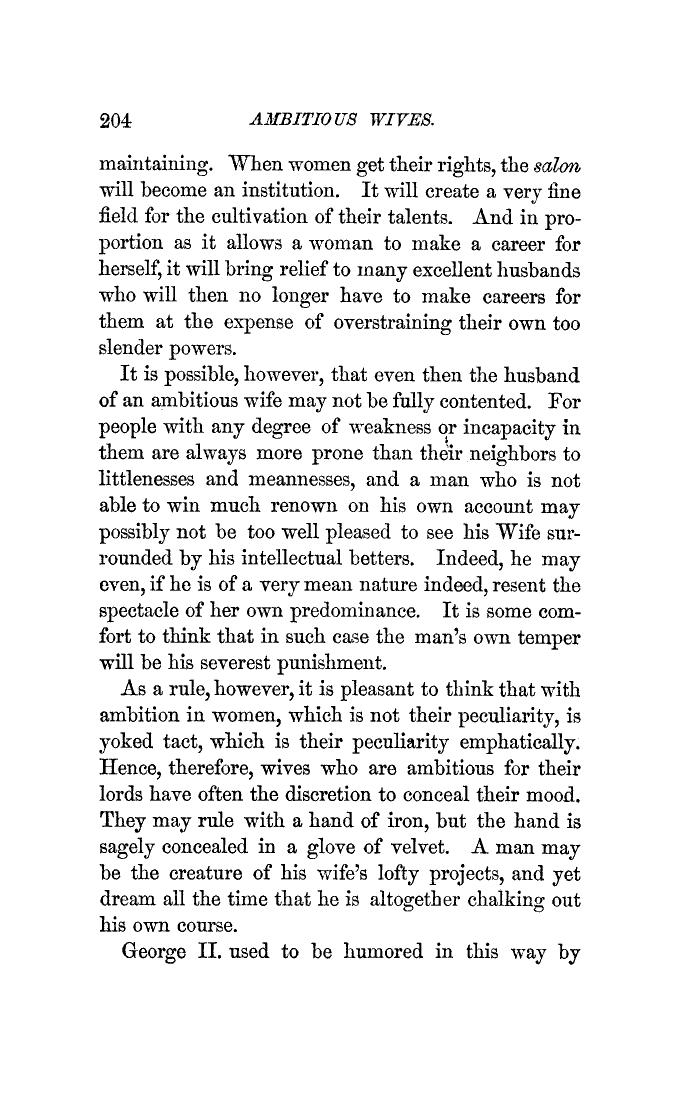 204 AMBITIOUS WIVES.
maintaining. When women get their rights, the salon
will become an institution. It will create a very fine
field for the cultivation of their talents. And in pro-
portion as it allows a woman to make a career for
herself, it will bring relief to many excellent husbands
who will then no longer have to make careers for
them at the expense of overstraining their own too
slender powers.
It is possible, however, that even then the husband
of an ambitious wife may not be fully contented. For
people with any degree of weakness or incapacity in
them are always more prone than their neighbors to
littlenesses and meannesses, and a man who is not
able to win much renown on his own account may
possibly not be too well pleased to see his Wife sur-
rounded by his intellectual betters. Indeed, he may
even, if he is of a very mean nature indeed, resent the
spectacle of her own predominance. It is some com-
fort to think that in such case the man's own temper
will be his severest punishment.
As a rule, however, it is pleasant to think that with
ambition in women, which is not their peculiarity, is
yoked tact, which is their peculiarity emphatically.
Hence, therefore, wives who are ambitious for their
lords have often the discretion to conceal their mood.
They may rule with a hand of iron, but the hand is
sagely concealed in a glove of velvet. A man may
be the creature of his wife's lofty projects, and yet
dream all the time that he is altogether chalking out
his own course.
George II. used to be humored in this way by